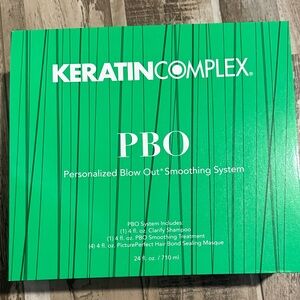 KERATINCOMPLEX®
PBO
Personalized Blow Out™ Smoothing System
PBO System Includes:
(1) 4 fl. oz. Clarify Shampoo
(1) 4 fl. oz. PBO Smoothing Treatment
(4) 4 fl. oz. PicturePerfect Hair Bond Sealing Masque
24 fl. oz. / 710 ml